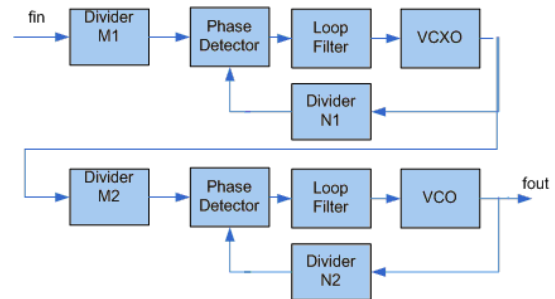 fin
Divider
M1
Phase
Detector
Loop
Filter
VCXO
Divider
N1
Divider
M2
Phase
Detector
Loop
Filter
VCO
fout
Divider
N2